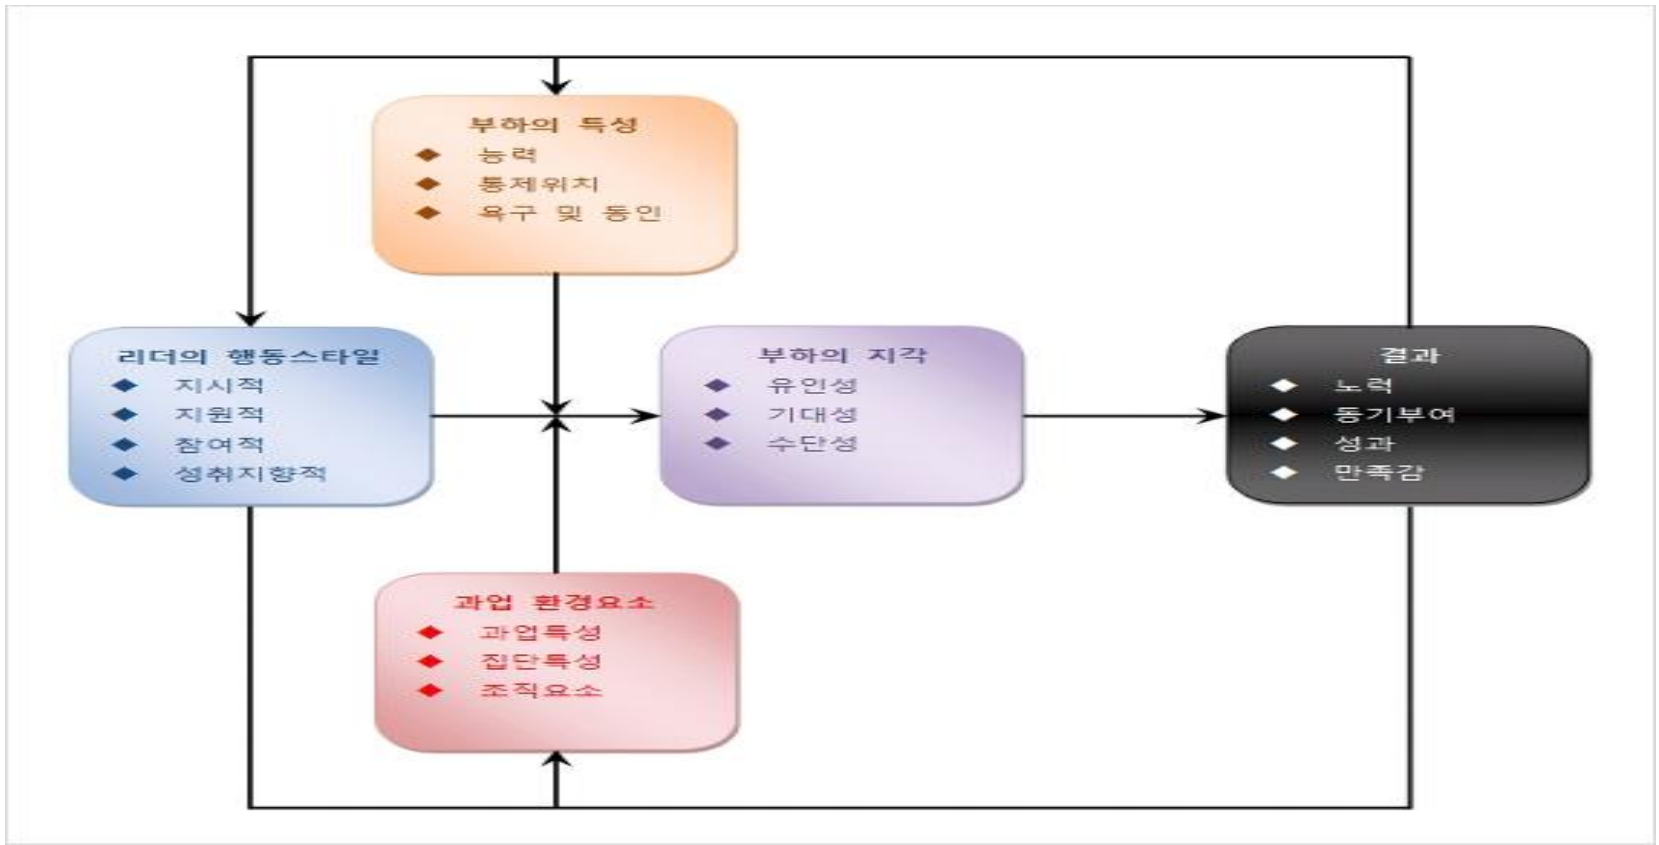 부하의 특성
◆ 능력
◆ 통제위치
◆ 욕구 및 동인
리더의 행동스타일
◆ 지시적
◆ 지원적
◆ 참여적
◆ 성취지향적
부하의 지각
◆ 유인성
◆ 기대성
◆ 수단성
결과
◆ 노력
◆ 동기부여
◆ 성과
◆ 만족감
과업 환경요소
◆ 과업특성
◆ 집단특성
◆ 조직요소